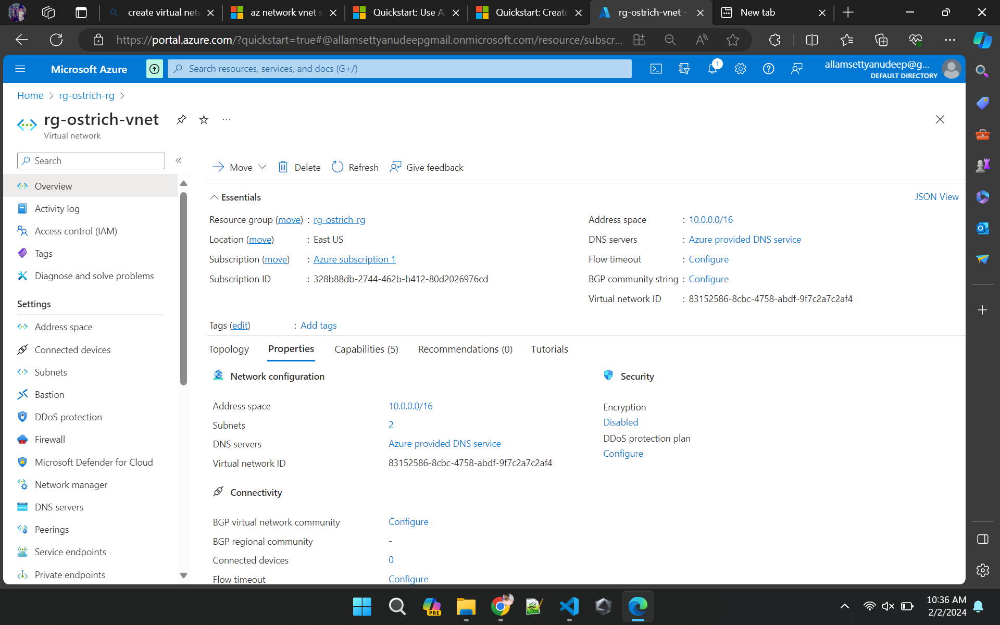 create virtual netw
az network vnet s
Quickstart: Use A
Quickstart: Create
rg-ostrich-vnet -
New tab
https://portal.azure.com/?quickstart=true#@allamsettyanudeepgmail.onmicrosoft.com/resource/subscr...
Microsoft Azure
Search resources, services, and docs (G+/)
1
allamsettyanudeep@g...
DEFAULT DIRECTORY
Home > rg-ostrich-rg >
rg-ostrich-vnet
Virtual network
Search
Move
Delete
Refresh
Give feedback
Overview
Activity log
Access control (IAM)
Tags
Diagnose and solve problems
Settings
Address space
Connected devices
Subnets
Bastion
DDoS protection
Firewall
Microsoft Defender for Cloud
Network manager
DNS servers
Peerings
Service endpoints
Private endpoints
Essentials
JSON View
Resource group (move) : rg-ostrich-rg
Location (move) : East US
Subscription (move) : Azure subscription 1
Subscription ID : 328b88db-2744-462b-b412-80d2026976cd
Address space : 10.0.0.0/16
DNS servers : Azure provided DNS service
Flow timeout : Configure
BGP community string : Configure
Virtual network ID : 83152586-8cbc-4758-abdf-9f7c2a7c2af4
Tags (edit) : Add tags
Topology
Properties
Capabilities (5)
Recommendations (0)
Tutorials
Network configuration
Address space 10.0.0.0/16
Subnets 2
DNS servers Azure provided DNS service
Virtual network ID 83152586-8cbc-4758-abdf-9f7c2a7c2af4
Connectivity
BGP virtual network community Configure
BGP regional community -
Connected devices 0
Flow timeout Configure
Security
Encryption
Disabled
DDoS protection plan
Configure
PRE
10:36 AM
2/2/2024